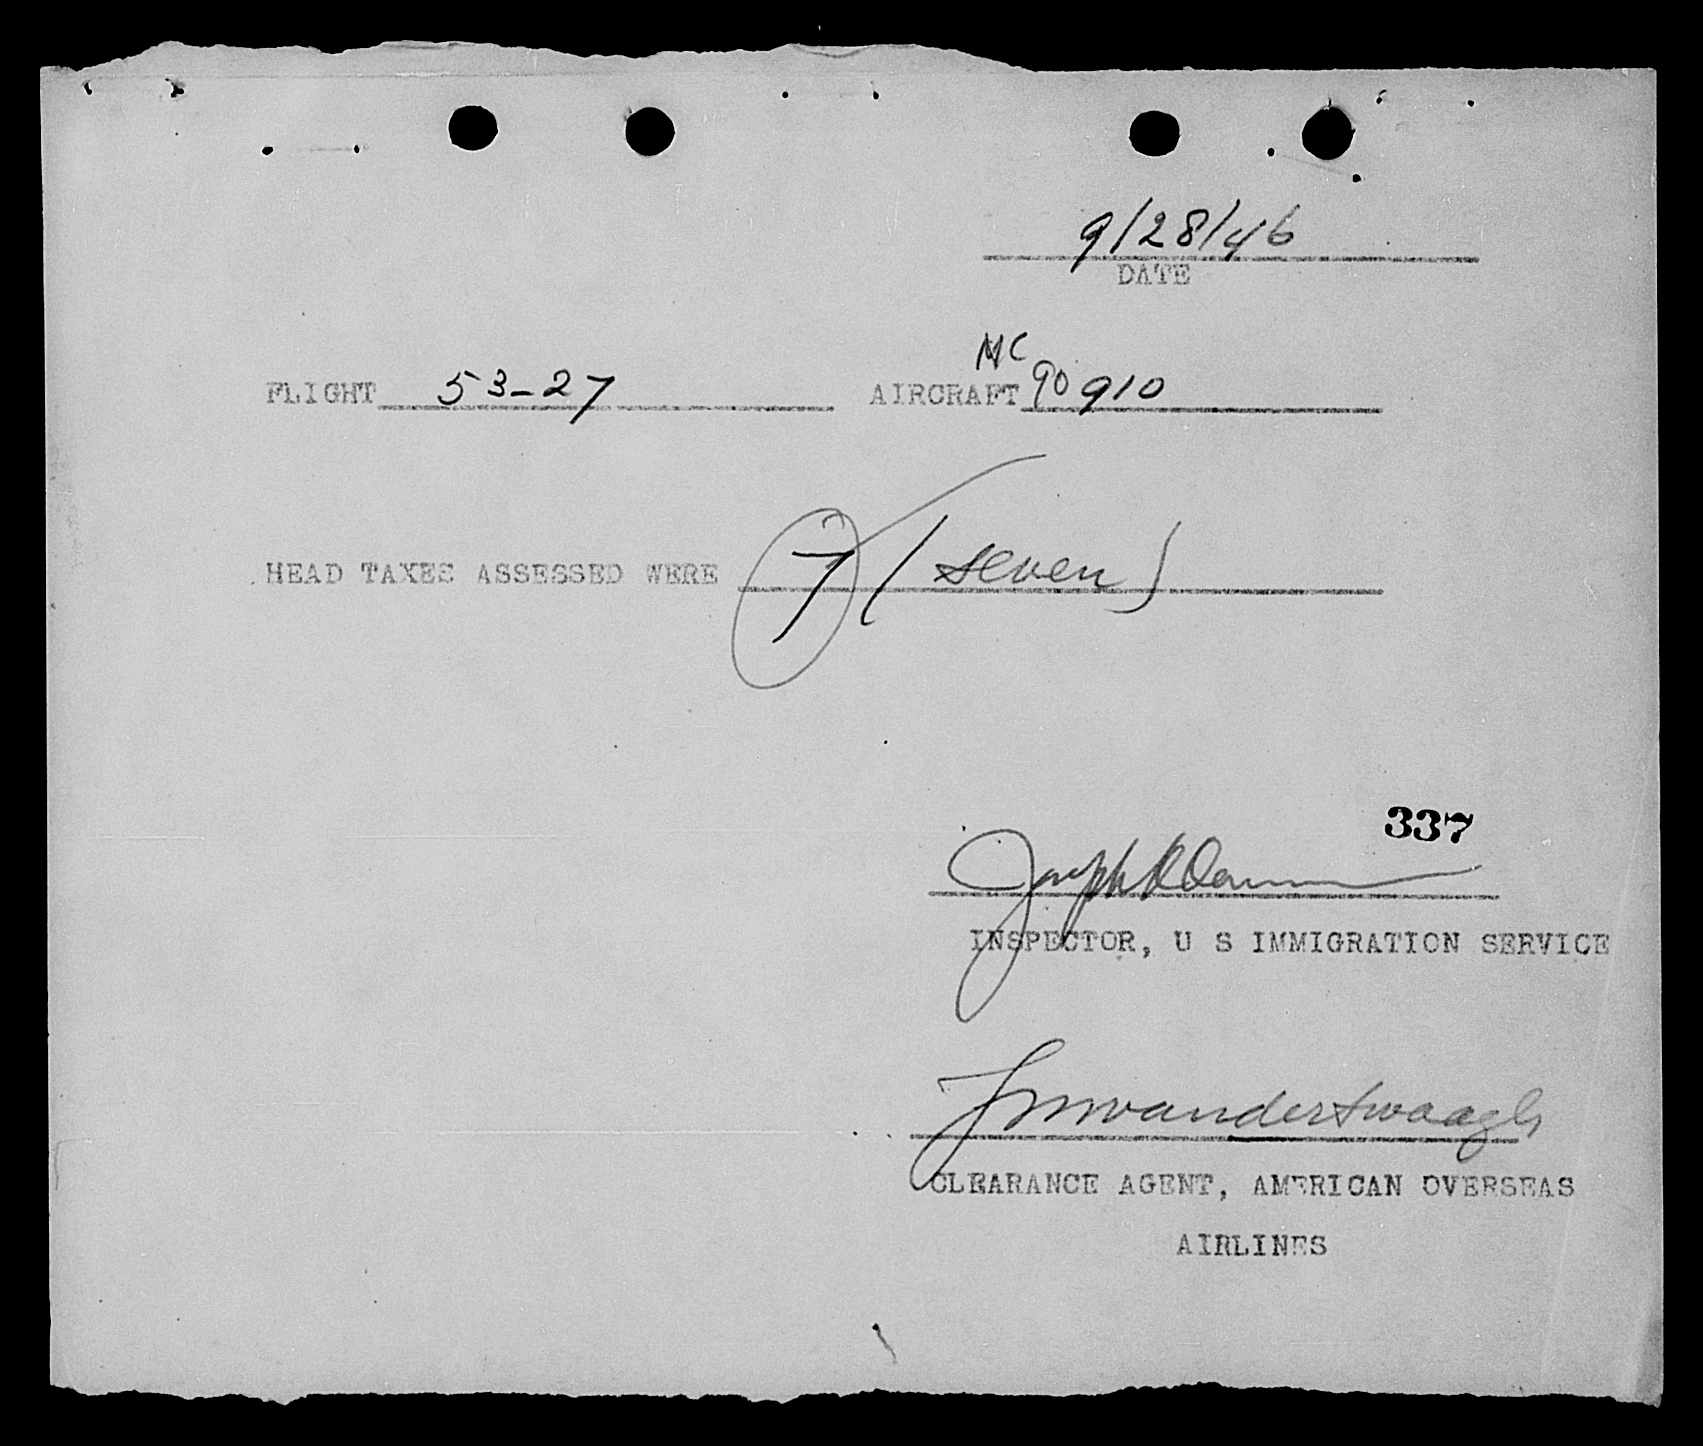 9/28/46
DATE
NC
FLIGHT 53-27 AIRCRAFT 90910
HEAD TAXES ASSESSED WERE 7 (seven)
337
Joseph
INSPECTOR, U S IMMIGRATION SERVICE
CLEARANCE AGENT, AMERICAN OVERSEAS
AIRLINES